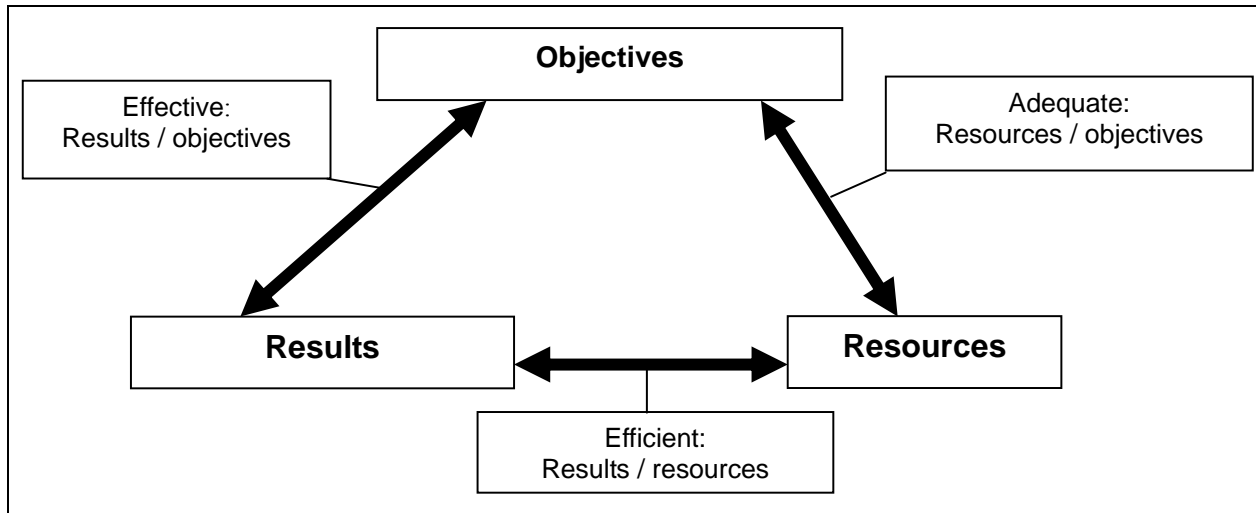 Objectives
Effective:
Results / objectives
Adequate:
Resources / objectives
Results
Resources
Efficient:
Results / resources